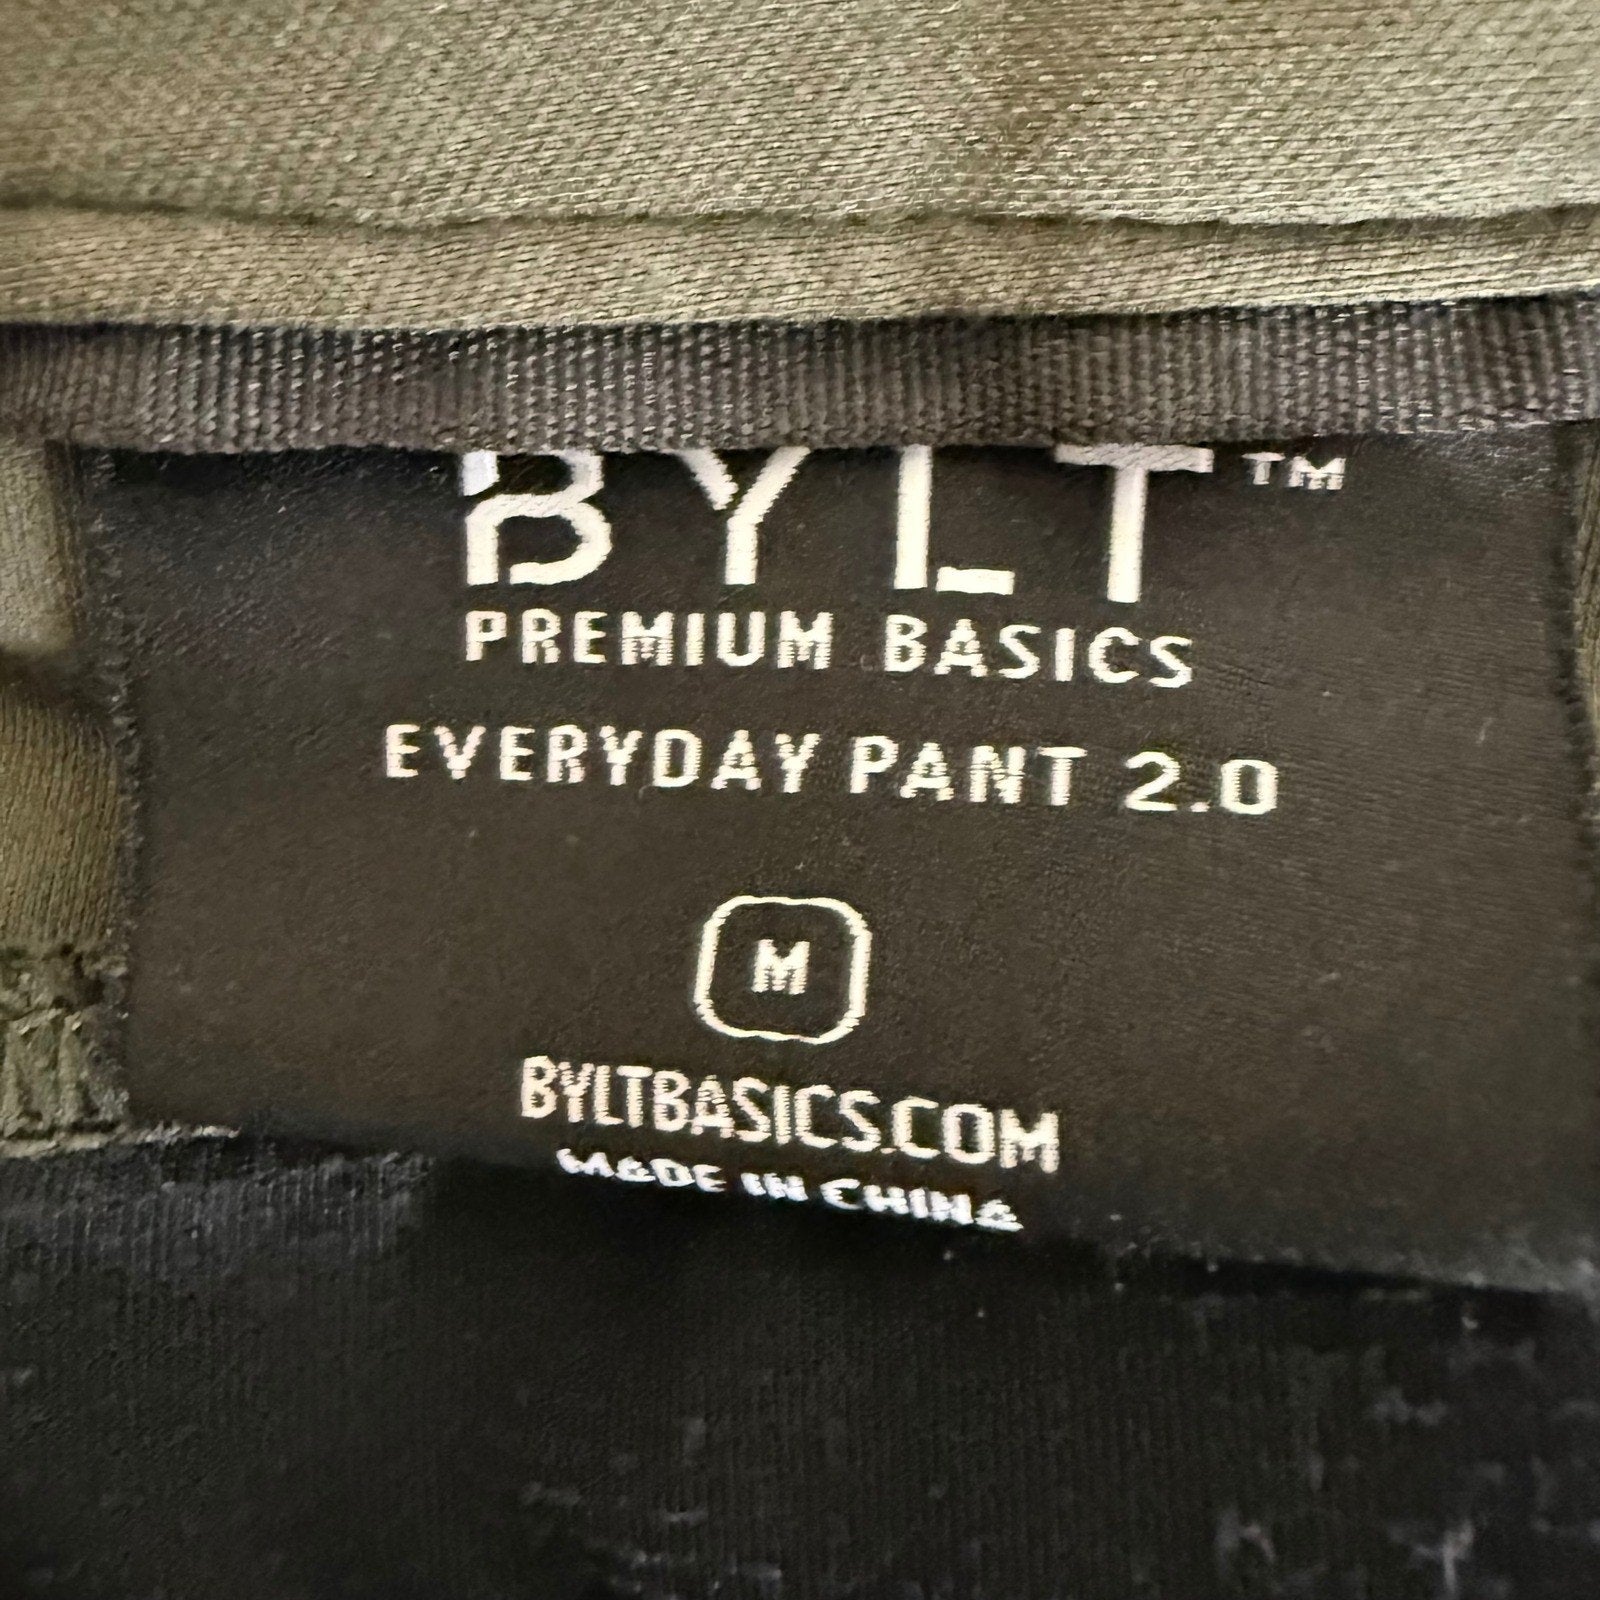 BYLT™
PREMIUM BASICS
EVERYDAY PANT 2.0
M
BYLTBASICS.COM
MADE IN CHINA